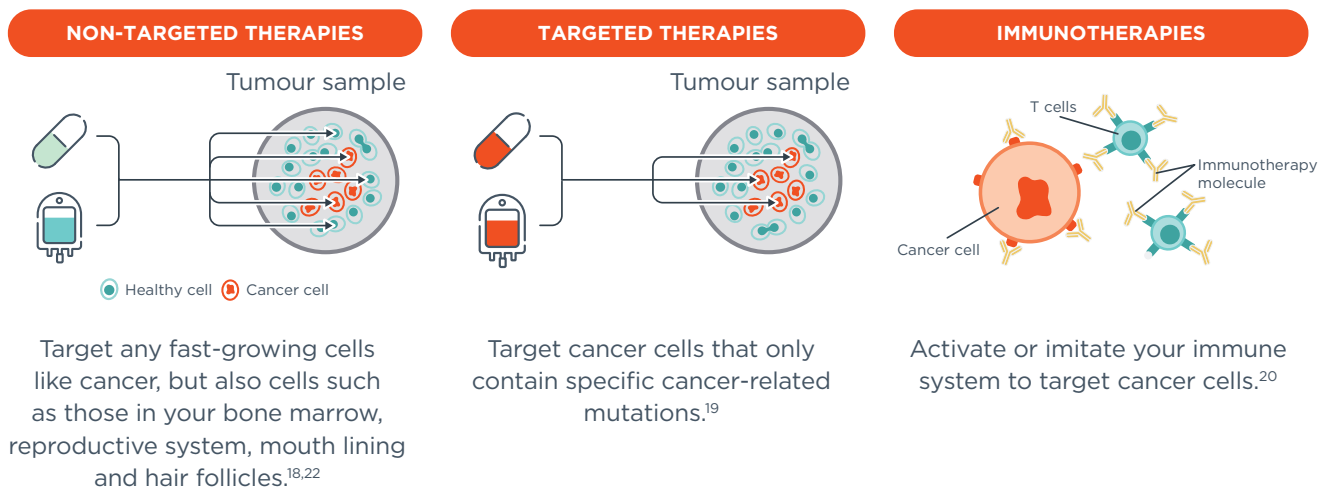 NON-TARGETED THERAPIES
Tumour sample
Healthy cell
Cancer cell
Target any fast-growing cells
like cancer, but also cells such
as those in your bone marrow,
reproductive system, mouth lining
and hair follicles.18,22
TARGETED THERAPIES
Tumour sample
Target cancer cells that only
contain specific cancer-related
mutations.19
IMMUNOTHERAPIES
T cells
Immunotherapy
molecule
Cancer cell
Activate or imitate your immune
system to target cancer cells.20